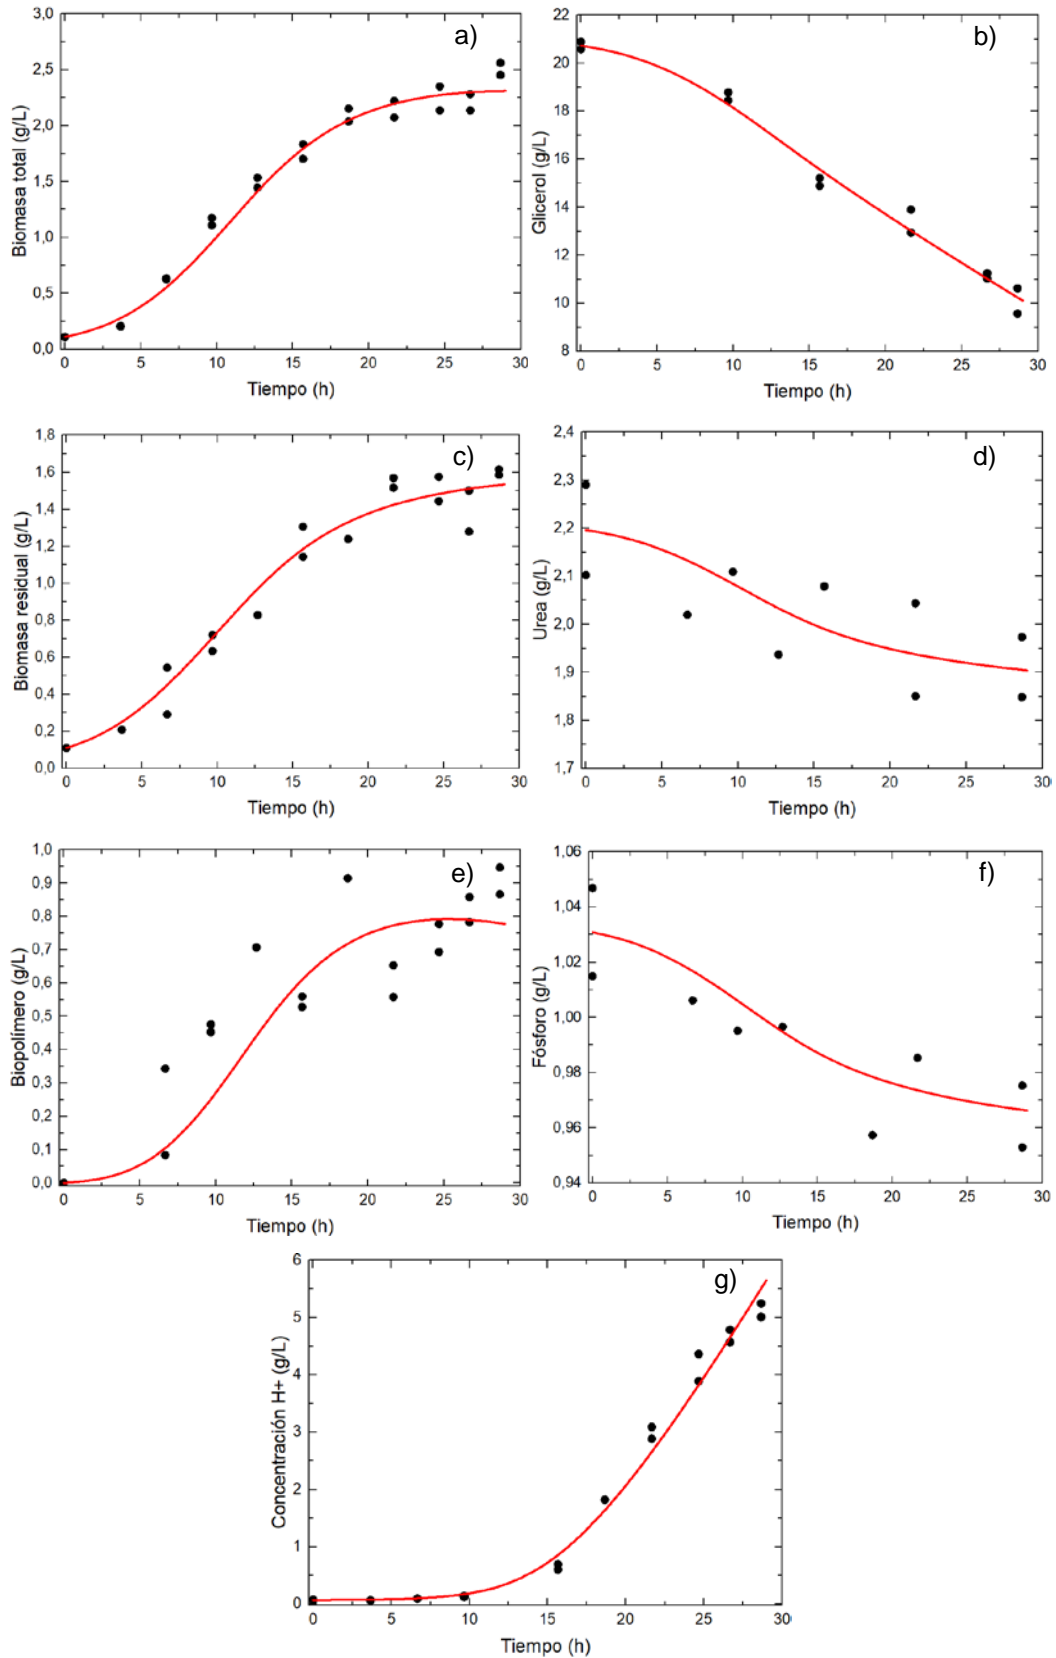 a)
Biomasa total (g/L)
3,0
2,5
2,0
1,5
1,0
0,5
0,0
0 5 10 15 20 25 30
Tiempo (h)
b)
Glicerol (g/L)
22
20
18
16
14
12
10
8
0 5 10 15 20 25 30
Tiempo (h)
c)
Biomasa residual (g/L)
1,8
1,6
1,4
1,2
1,0
0,8
0,6
0,4
0,2
0,0
0 5 10 15 20 25 30
Tiempo (h)
d)
Urea (g/L)
2,4
2,3
2,2
2,1
2,0
1,9
1,8
1,7
0 5 10 15 20 25 30
Tiempo (h)
e)
Biopolímero (g/L)
1,0
0,9
0,8
0,7
0,6
0,5
0,4
0,3
0,2
0,1
0,0
0 5 10 15 20 25 30
Tiempo (h)
f)
Fósforo (g/L)
1,06
1,04
1,02
1,00
0,98
0,96
0,94
0 5 10 15 20 25 30
Tiempo (h)
g)
Concentración H+ (g/L)
6
5
4
3
2
1
0
0 5 10 15 20 25 30
Tiempo (h)